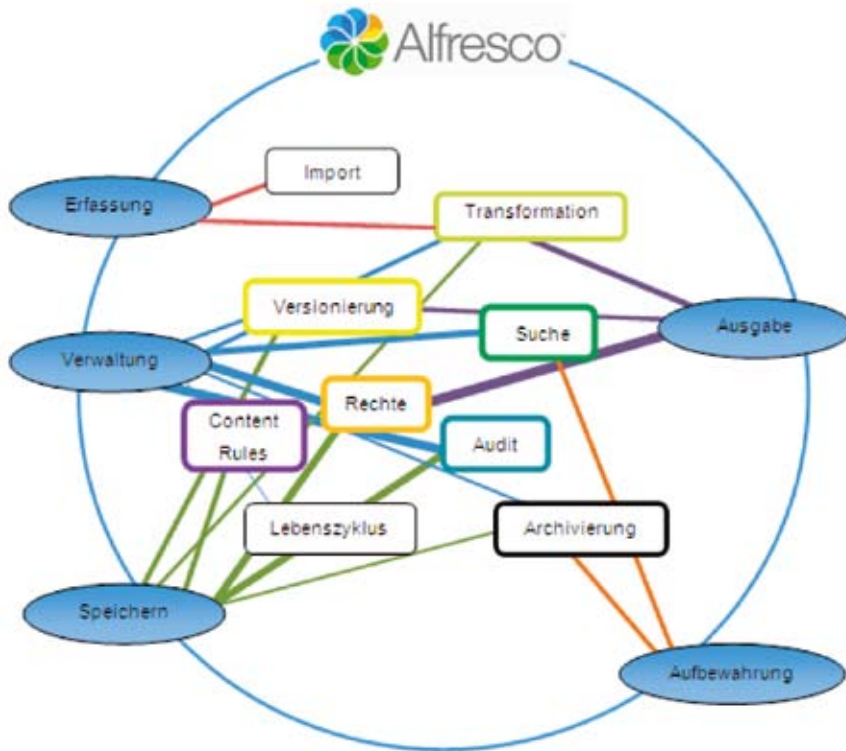 Alfresco
Import
Erfassung
Transformation
Versionierung
Suche
Ausgabe
Verwaltung
Rechte
Content
Rules
Audit
Lebenszyklus
Archivierung
Speichern
Aufbewahrung